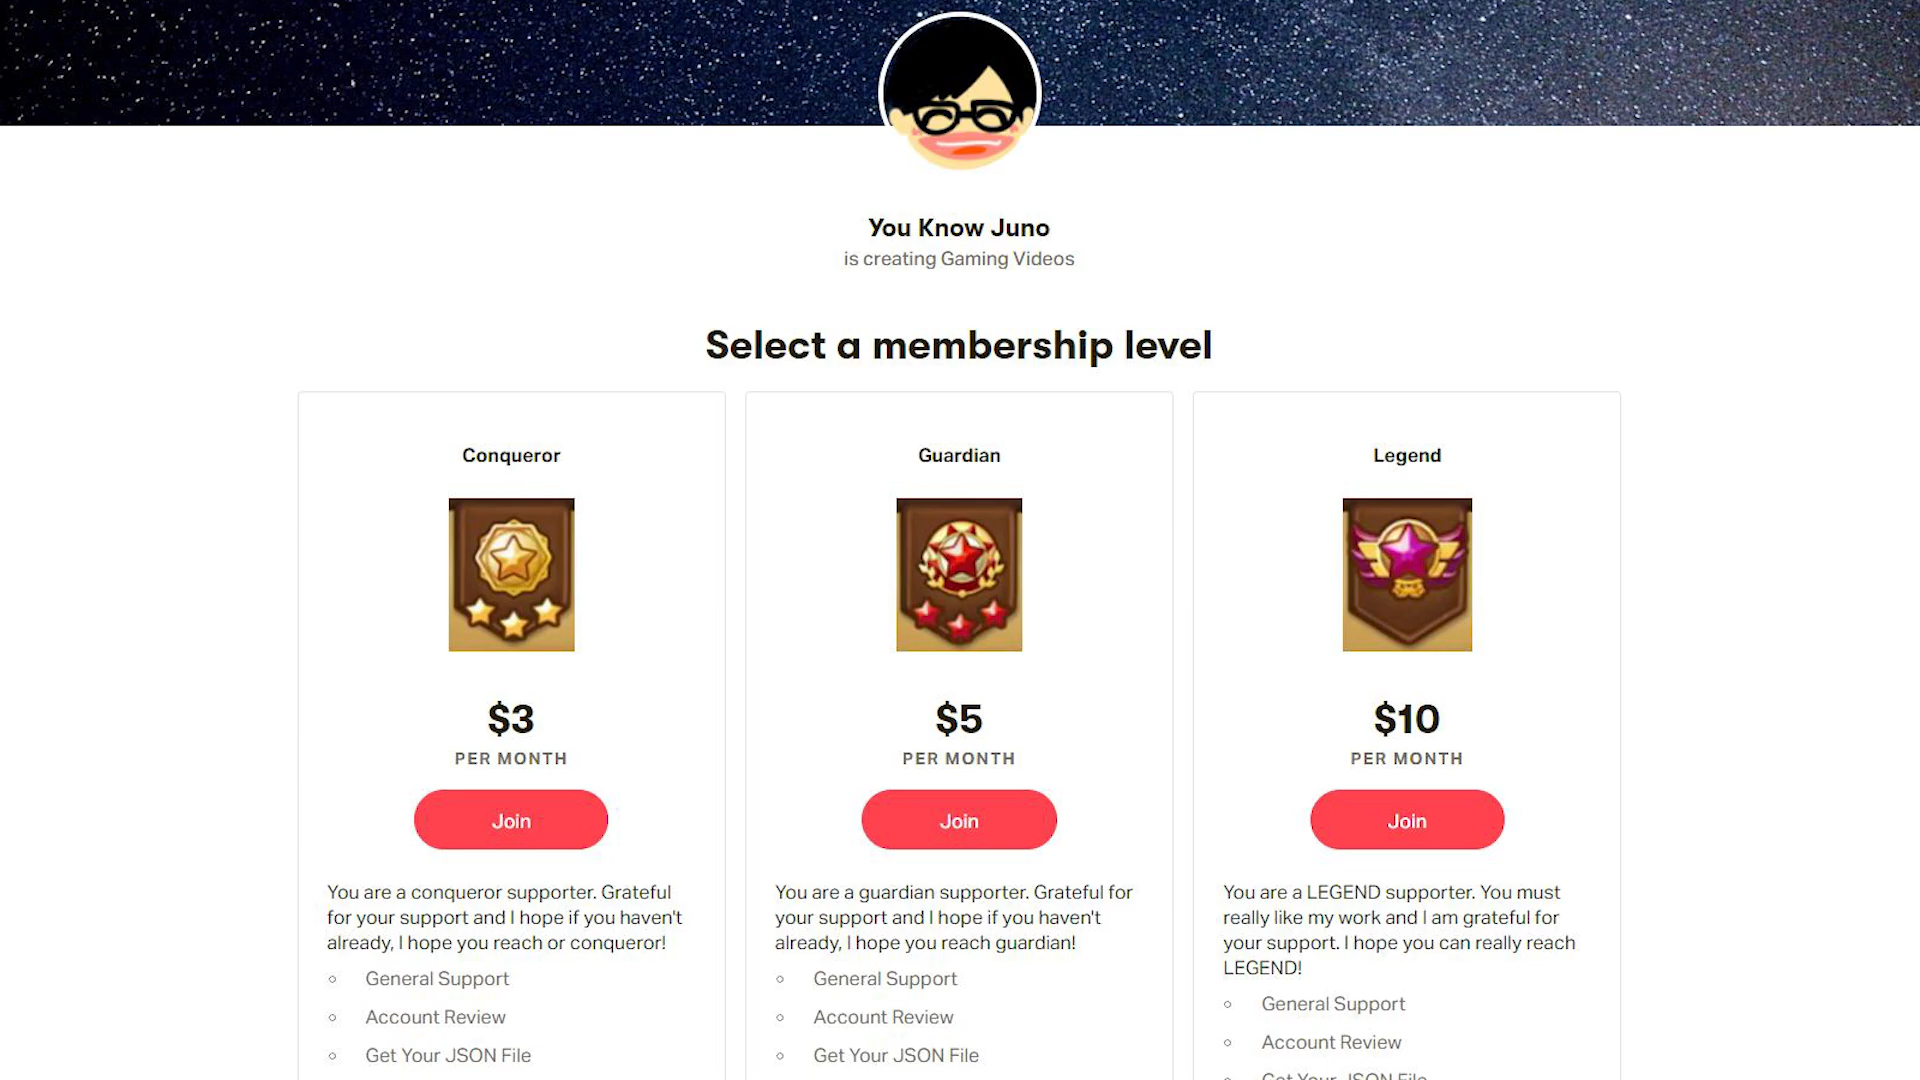 You Know Juno
is creating Gaming Videos
Select a membership level
Conqueror
$3
PER MONTH
Join
You are a conqueror supporter. Grateful
for your support and I hope if you haven't
already, I hope you reach or conqueror!
General Support
Account Review
Get Your JSON File
Guardian
$5
PER MONTH
Join
You are a guardian supporter. Grateful for
your support and I hope if you haven't
already, I hope you reach guardian!
General Support
Account Review
Get Your JSON File
Legend
$10
PER MONTH
Join
You are a LEGEND supporter. You must
really like my work and I am grateful for
your support. I hope you can really reach
LEGEND!
General Support
Account Review
Get Your JSON File